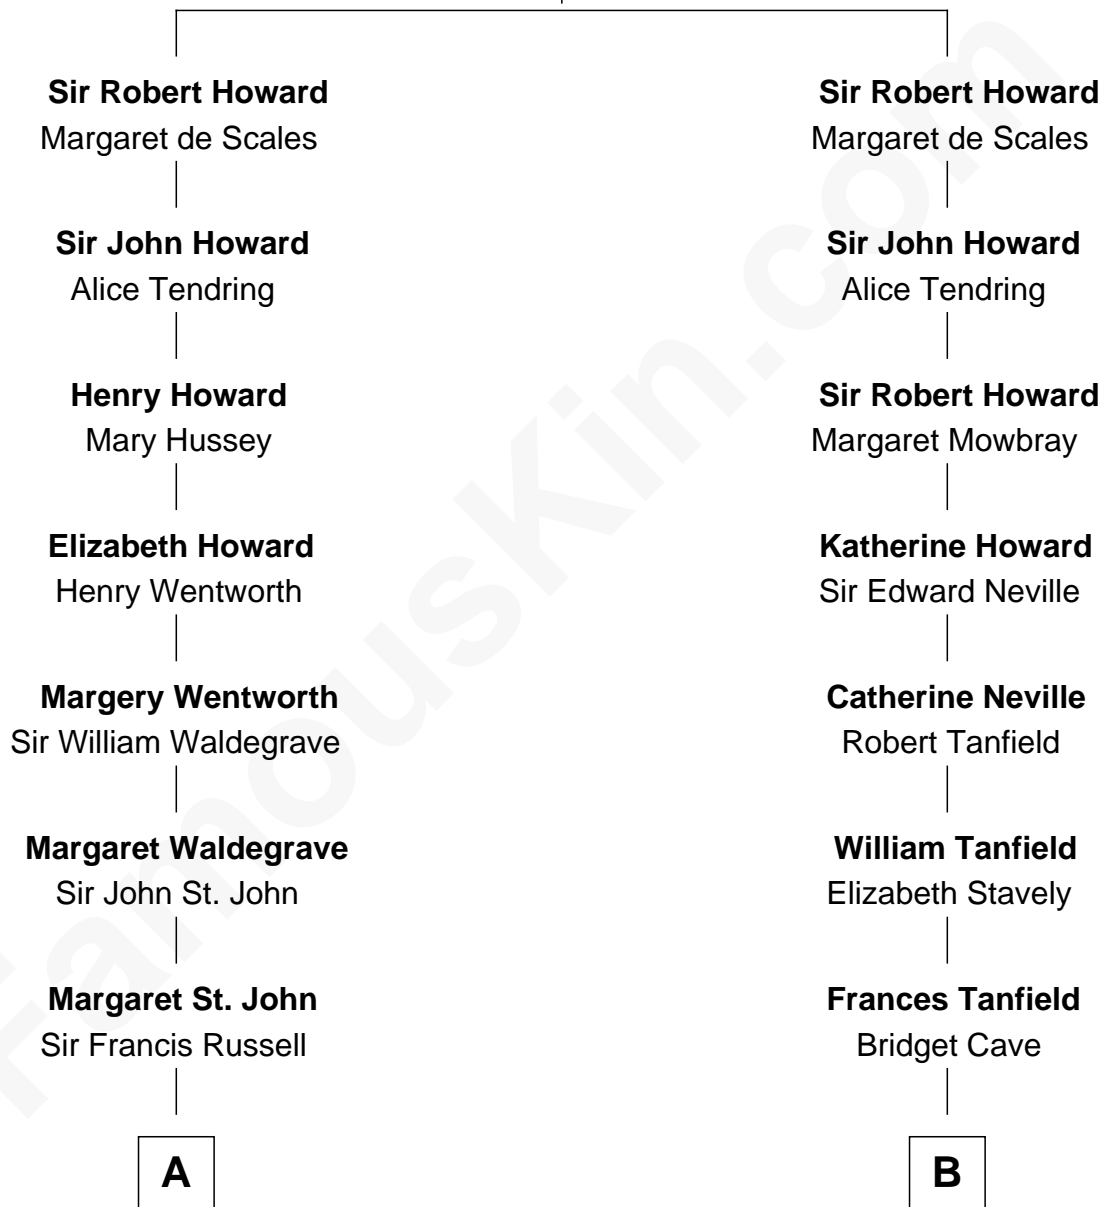 Sir Robert Howard
Margaret de Scales
Sir John Howard
Alice Tendring
Henry Howard
Mary Hussey
Elizabeth Howard
Henry Wentworth
Margery Wentworth
Sir William Waldegrave
Margaret Waldegrave
Sir John St. John
Margaret St. John
Sir Francis Russell
A
Sir Robert Howard
Margaret de Scales
Sir John Howard
Alice Tendring
Sir Robert Howard
Margaret Mowbray
Katherine Howard
Sir Edward Neville
Catherine Neville
Robert Tanfield
William Tanfield
Elizabeth Stavely
Frances Tanfield
Bridget Cave
B
FamousKin.com